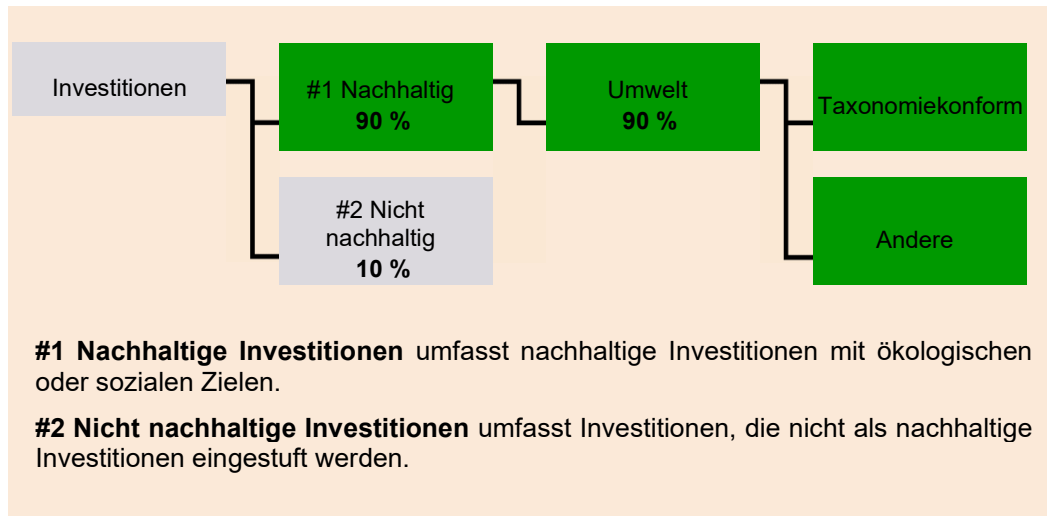 Investitionen
#1 Nachhaltig
90 %
Umwelt
90 %
Taxonomiekonform
#2 Nicht
nachhaltig
10 %
Andere
#1 Nachhaltige Investitionen umfasst nachhaltige Investitionen mit ökologischen
oder sozialen Zielen.
#2 Nicht nachhaltige Investitionen umfasst Investitionen, die nicht als nachhaltige
Investitionen eingestuft werden.